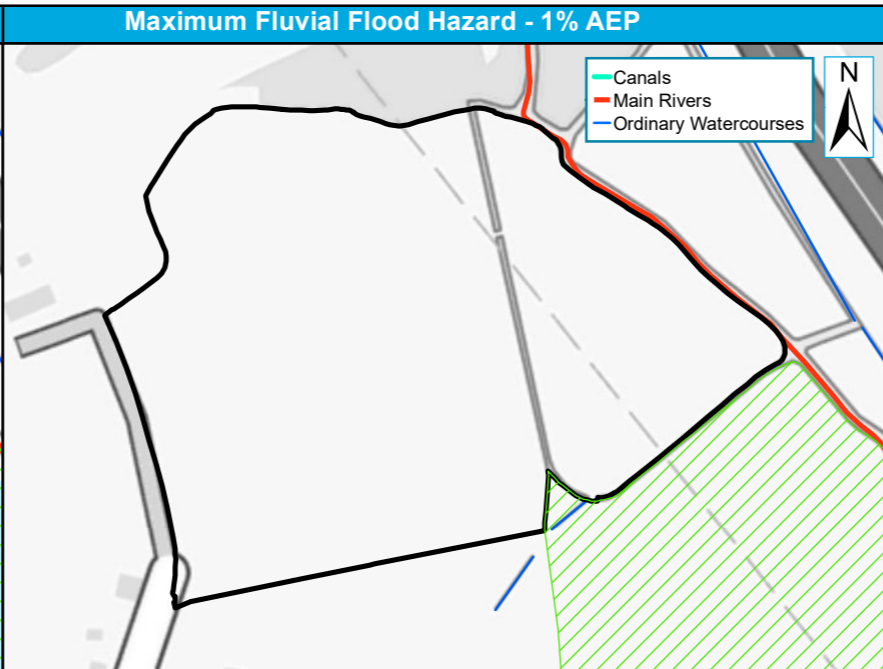 Maximum Fluvial Flood Hazard - 1% AEP
Canals
Main Rivers
Ordinary Watercourses
N